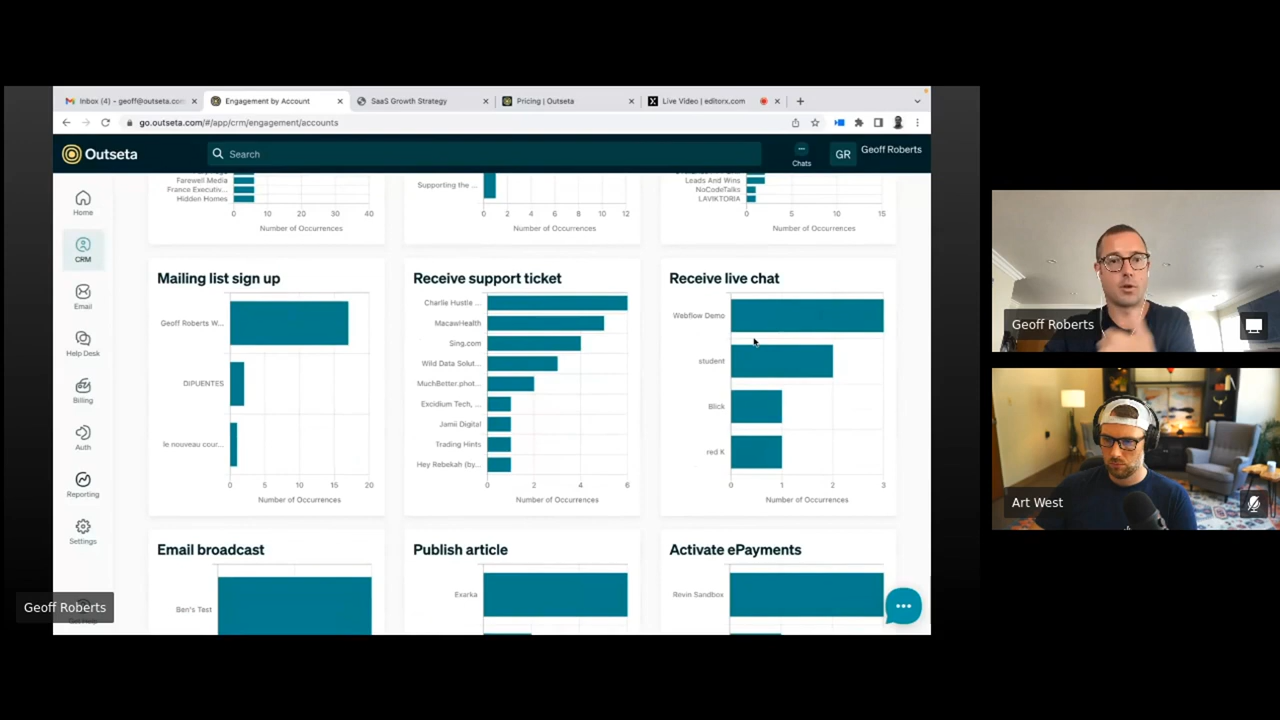 Inbox (4) - geoff@outseta.com
Engagement by Account
SaaS Growth Strategy
Pricing | Outseta
Live Video | editorx.com
go.outseta.com/#/app/crm/engagement/accounts
Outseta
Search
Chats
GR
Geoff Roberts
Home
CRM
Email
Help Desk
Billing
Auth
Reporting
Settings
Farewell Media
France Executiv...
Hidden Homes
0 10 20 30 40
Number of Occurrences
Supporting the ...
0 2 4 6 8 10 12
Number of Occurrences
Leads And Wins
NoCodeTalks
LAVIKTORIA
0 5 10 15
Number of Occurrences
Mailing list sign up
Geoff Roberts W...
DIPUENTES
le nouveau cour...
0 5 10 15 20
Number of Occurrences
Receive support ticket
Charlie Hustle ...
MacawHealth
Sing.com
Wild Data Solut...
MuchBetter.phot...
Excidium Tech, ...
Jamii Digital
Trading Hints
Hey Rebekah (by...
0 2 4 6
Number of Occurrences
Receive live chat
Webflow Demo
student
Blick
red K
0 1 2 3
Number of Occurrences
Email broadcast
Ben's Test
Publish article
Exarka
Activate ePayments
Revin Sandbox
Geoff Roberts
Geoff Roberts
Art West